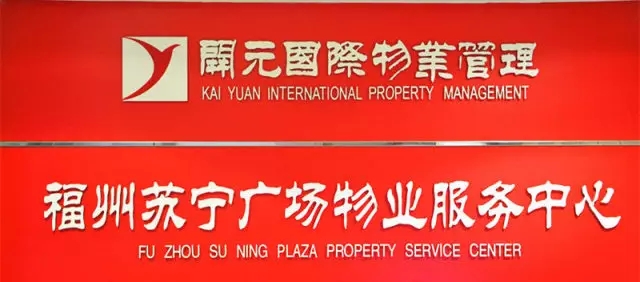 開元國際物業管理
KAI YUAN INTERNATIONAL PROPERTY MANAGEMENT
福州苏宁广场物业服务中心
FU ZHOU SU NING PLAZA PROPERTY SERVICE CENTER